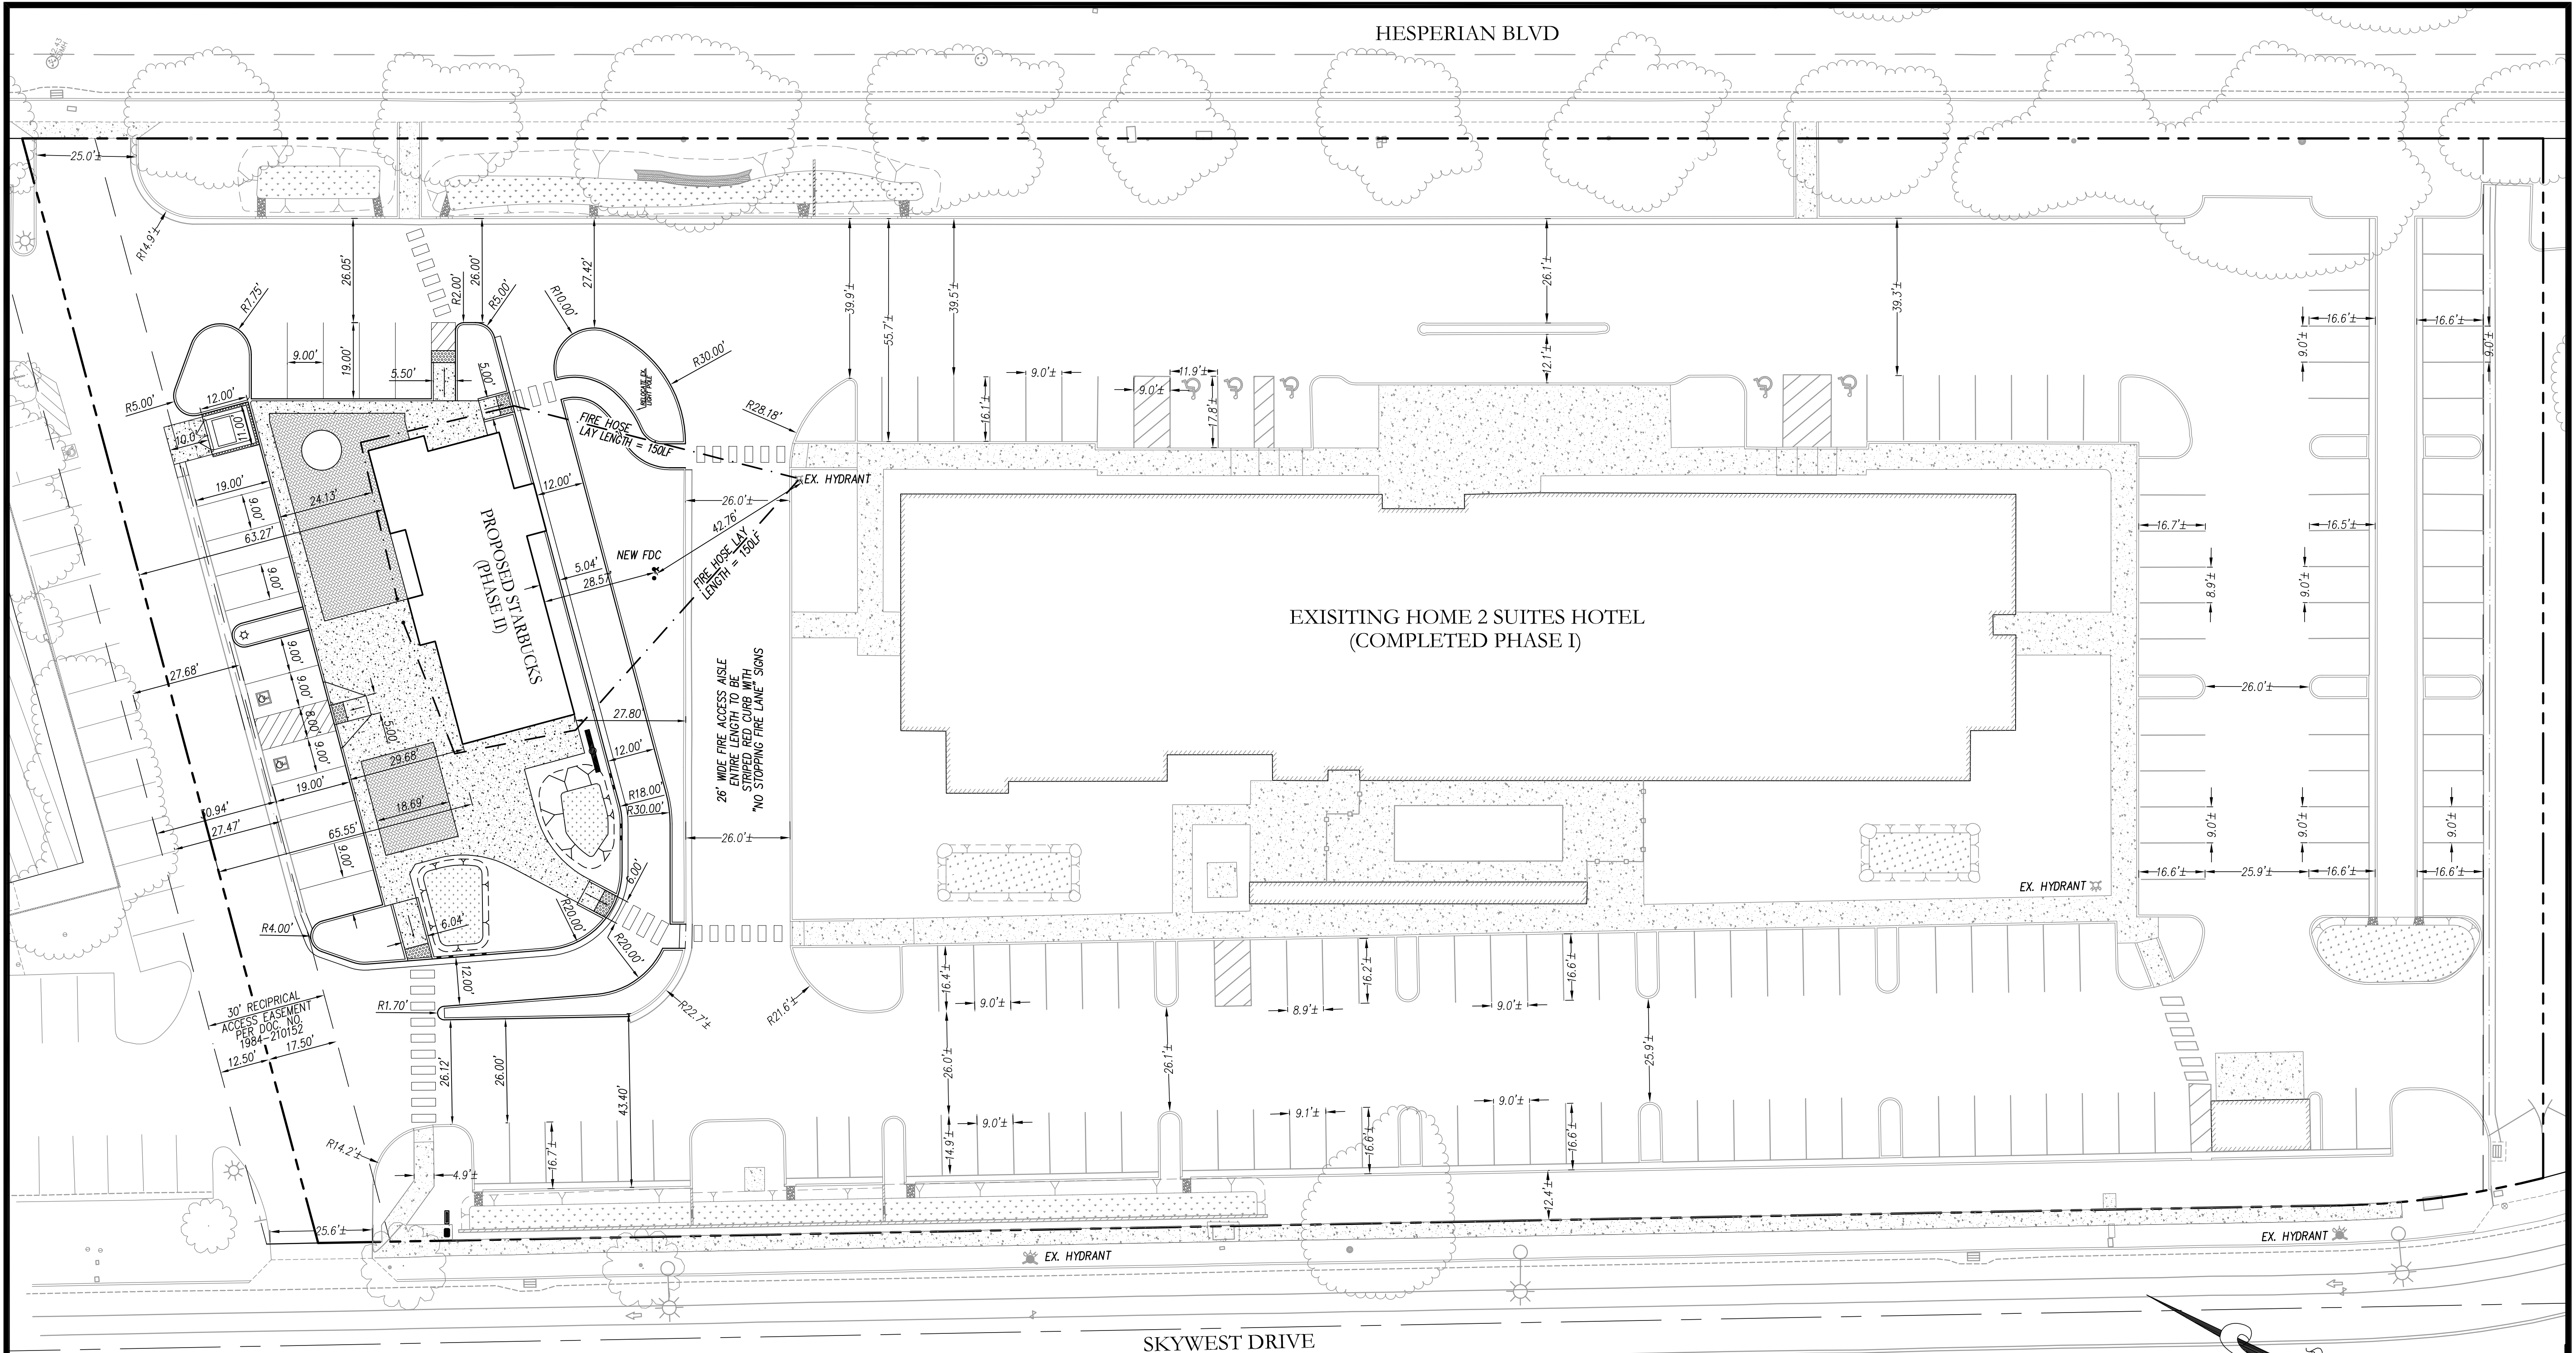 HESPERIAN BLVD
62.43
SDMH
25.0'±
R14.9'±
26.05'
R2.00'
26.00'
R5.00'
27.42'
39.9'±
55.7'±
39.5'±
26.1'±
39.3'±
R7.75'
R10.00'
9.00'
19.00'
5.50'
5.00'
R30.00'
RELOCATE EX.
LIGHT POLE
12.1'±
16.6'±
16.6'±
9.0'±
9.0'±
R5.00'
12.00'
11.00'
10.0'
FIRE HOSE
LAY LENGTH = 150LF
R28.18'
16.1'±
9.0'±
9.0'±
11.9'±
17.8'±
EX. HYDRANT
19.00'
24.13'
9.00'
63.27'
12.00'
26.0'±
42.76'
NEW FDC
FIRE HOSE LAY
LENGTH = 150LF
5.04'
28.57'
9.00'
PROPOSED STARBUCKS
(PHASE II)
16.7'±
16.5'±
8.9'±
9.0'±
EXISITING HOME 2 SUITES HOTEL
(COMPLETED PHASE I)
27.68'
9.00'
9.00'
8.00'
9.00'
5.00'
26' WIDE FIRE ACCESS AISLE
ENTIRE LENGTH TO BE
STRIPED RED CURB WITH
"NO STOPPING FIRE LANE" SIGNS
26.0'±
27.80'
12.00'
29.68'
19.00'
18.69'
30.94'
27.47'
65.55'
9.00'
R18.00'
R30.00'
26.0'±
9.0'±
9.0'±
9.0'±
16.6'±
25.9'±
16.6'±
16.6'±
EX. HYDRANT
6.00'
R20.00'
R20.00'
R4.00'
6.04'
12.00'
R1.70'
R22.7'±
R21.6'±
16.4'±
9.0'±
16.2'±
8.9'±
9.0'±
16.6'±
30' RECIPRICAL
ACCESS EASEMENT
PER DOC. NO.
1984-210152
12.50'
17.50'
26.12'
26.00'
43.40'
26.0'±
26.1'±
25.9'±
R14.2'±
4.9'±
16.7'±
14.9'±
9.0'±
9.1'±
16.6'±
9.0'±
16.6'±
12.4'±
25.6'±
EX. HYDRANT
EX. HYDRANT
SKYWEST DRIVE